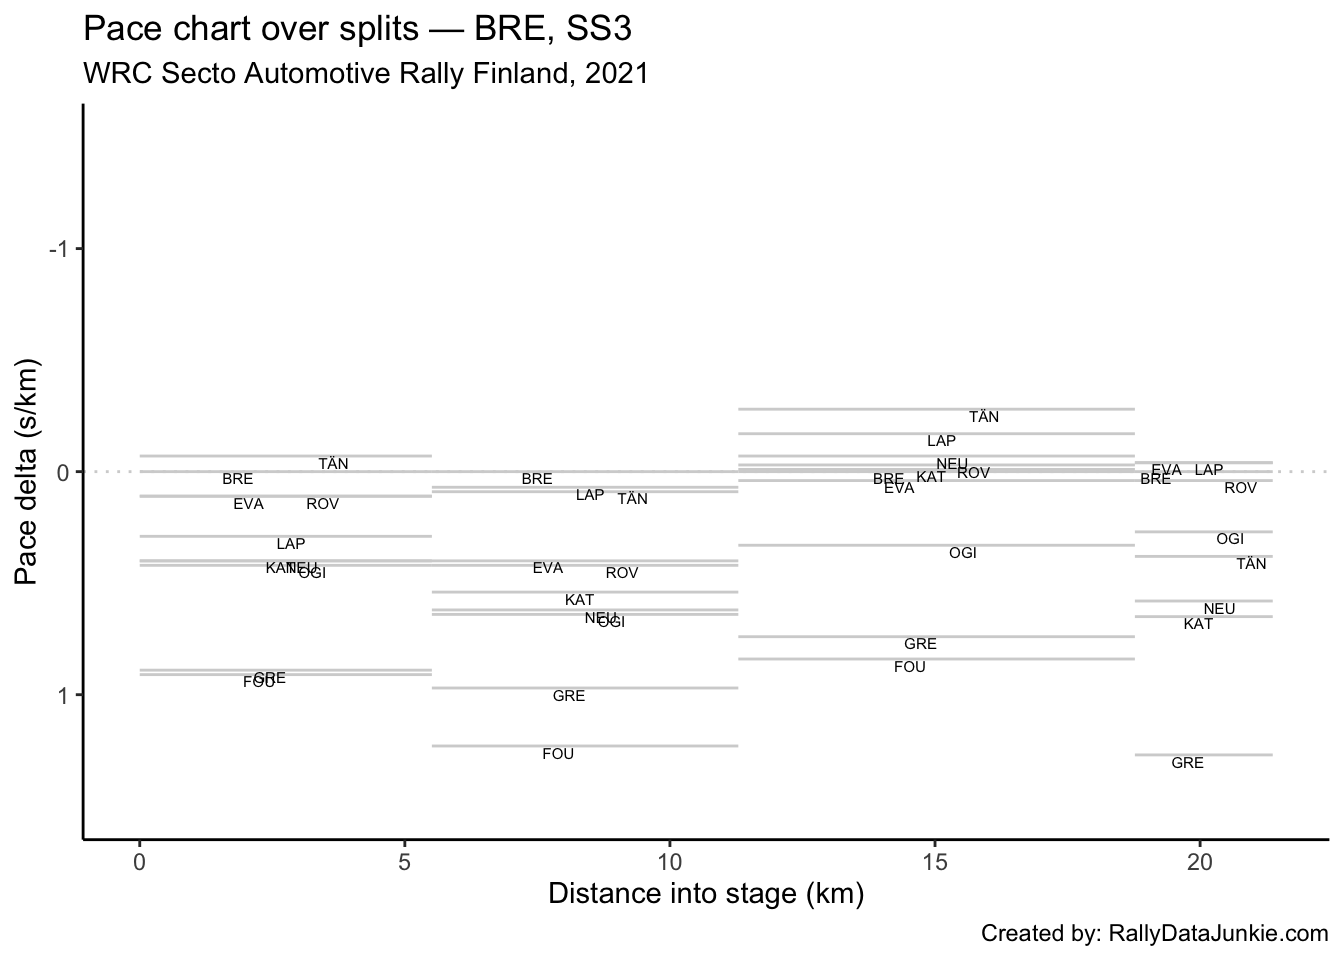 Pace chart over splits — BRE, SS3
WRC Secto Automotive Rally Finland, 2021
Pace delta (s/km)
-1
0
1
TÄN
BRE
EVA ROV
LAP
KAT NEU
OGI
GRE
FOU
BRE
LAP
TÄN
EVA
ROV
KAT
NEU
OGI
GRE
FOU
TÄN
LAP
NEU
ROV
KAT
BRE
EVA
OGI
GRE
FOU
EVA LAP
BRE
ROV
OGI
TÄN
NEU
KAT
GRE
0 5 10 15 20
Distance into stage (km)
Created by: RallyDataJunkie.com